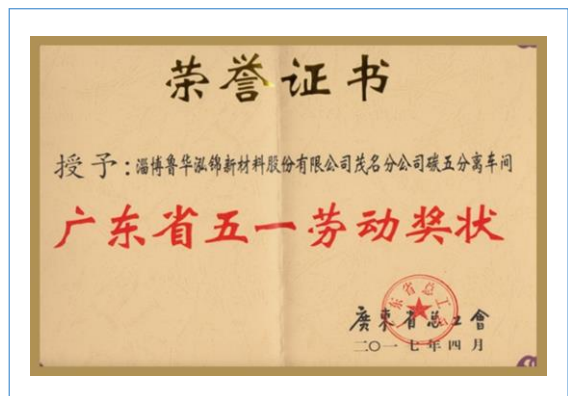 荣誉证书
授予:淄博鲁华泓锦新材料股份有限公司茂名分公司碳五分离车间
广东省五一劳动奖状
廣東省总工會
二〇一七年四月